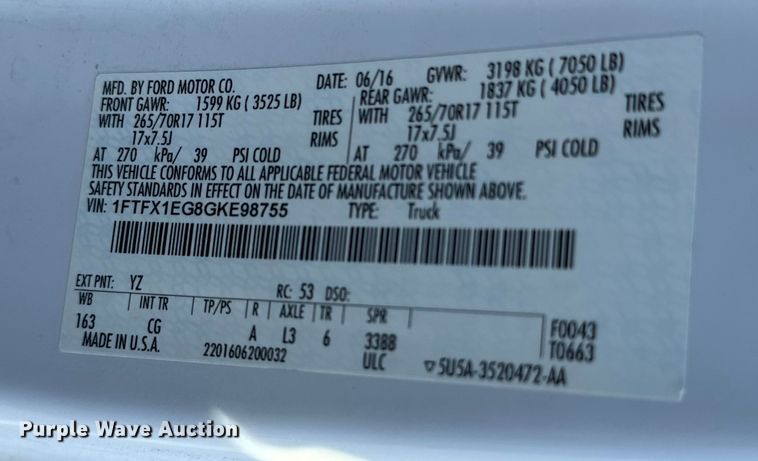 MFD. BY FORD MOTOR CO. DATE: 06/16 GVWR: 3198 KG ( 7050 LB)
FRONT GAWR: 1599 KG ( 3525 LB) REAR GAWR: 1837 KG ( 4050 LB)
WITH 265/70R17 115T TIRES WITH 265/70R17 115T TIRES
17x7.5J RIMS 17x7.5J RIMS
AT 270 kPa/ 39 PSI COLD AT 270 kPa/ 39 PSI COLD
THIS VEHICLE CONFORMS TO ALL APPLICABLE FEDERAL MOTOR VEHICLE
SAFETY STANDARDS IN EFFECT ON THE DATE OF MANUFACTURE SHOWN ABOVE.
VIN: 1FTFX1EG8GKE98755 TYPE: Truck
EXT PNT: YZ RC: 53 DSO:
WB INT TR TP/PS R AXLE TR SPR
163 CG A L3 6 3388 F0043
MADE IN U.S.A. ULC T0663
2201606200032 5U5A-3520472-AA
Purple Wave Auction